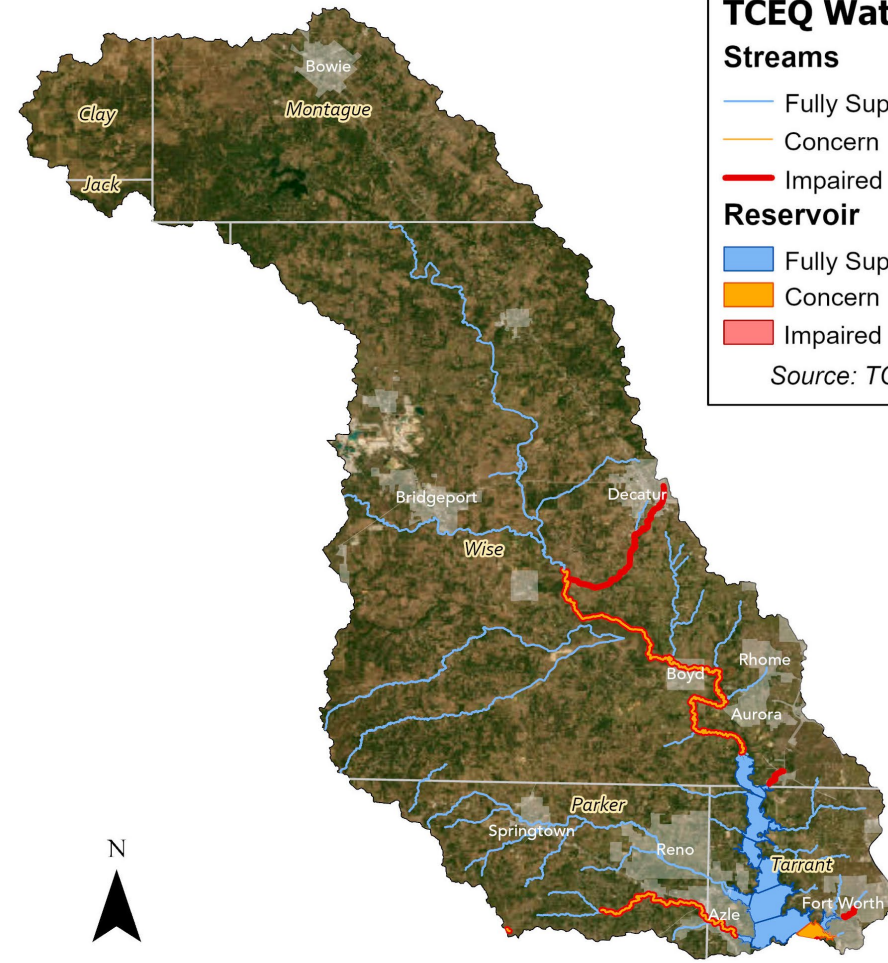 TCEQ Wat
Streams
Fully Sup
Concern
Impaired
Reservoir
Fully Sup
Concern
Impaired
Source: TC
Bowie
Clay
Montague
Jack
Bridgeport
Decatur
Wise
Rhome
Boyd
Aurora
Parker
Springtown
Reno
Tarrant
Fort Worth
Azle
N